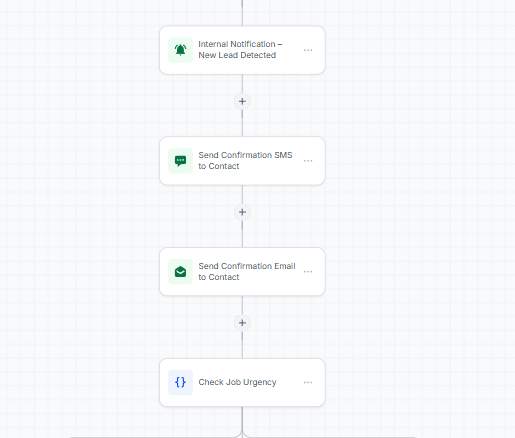 Internal Notification –
New Lead Detected
Send Confirmation SMS
to Contact
Send Confirmation Email
to Contact
Check Job Urgency